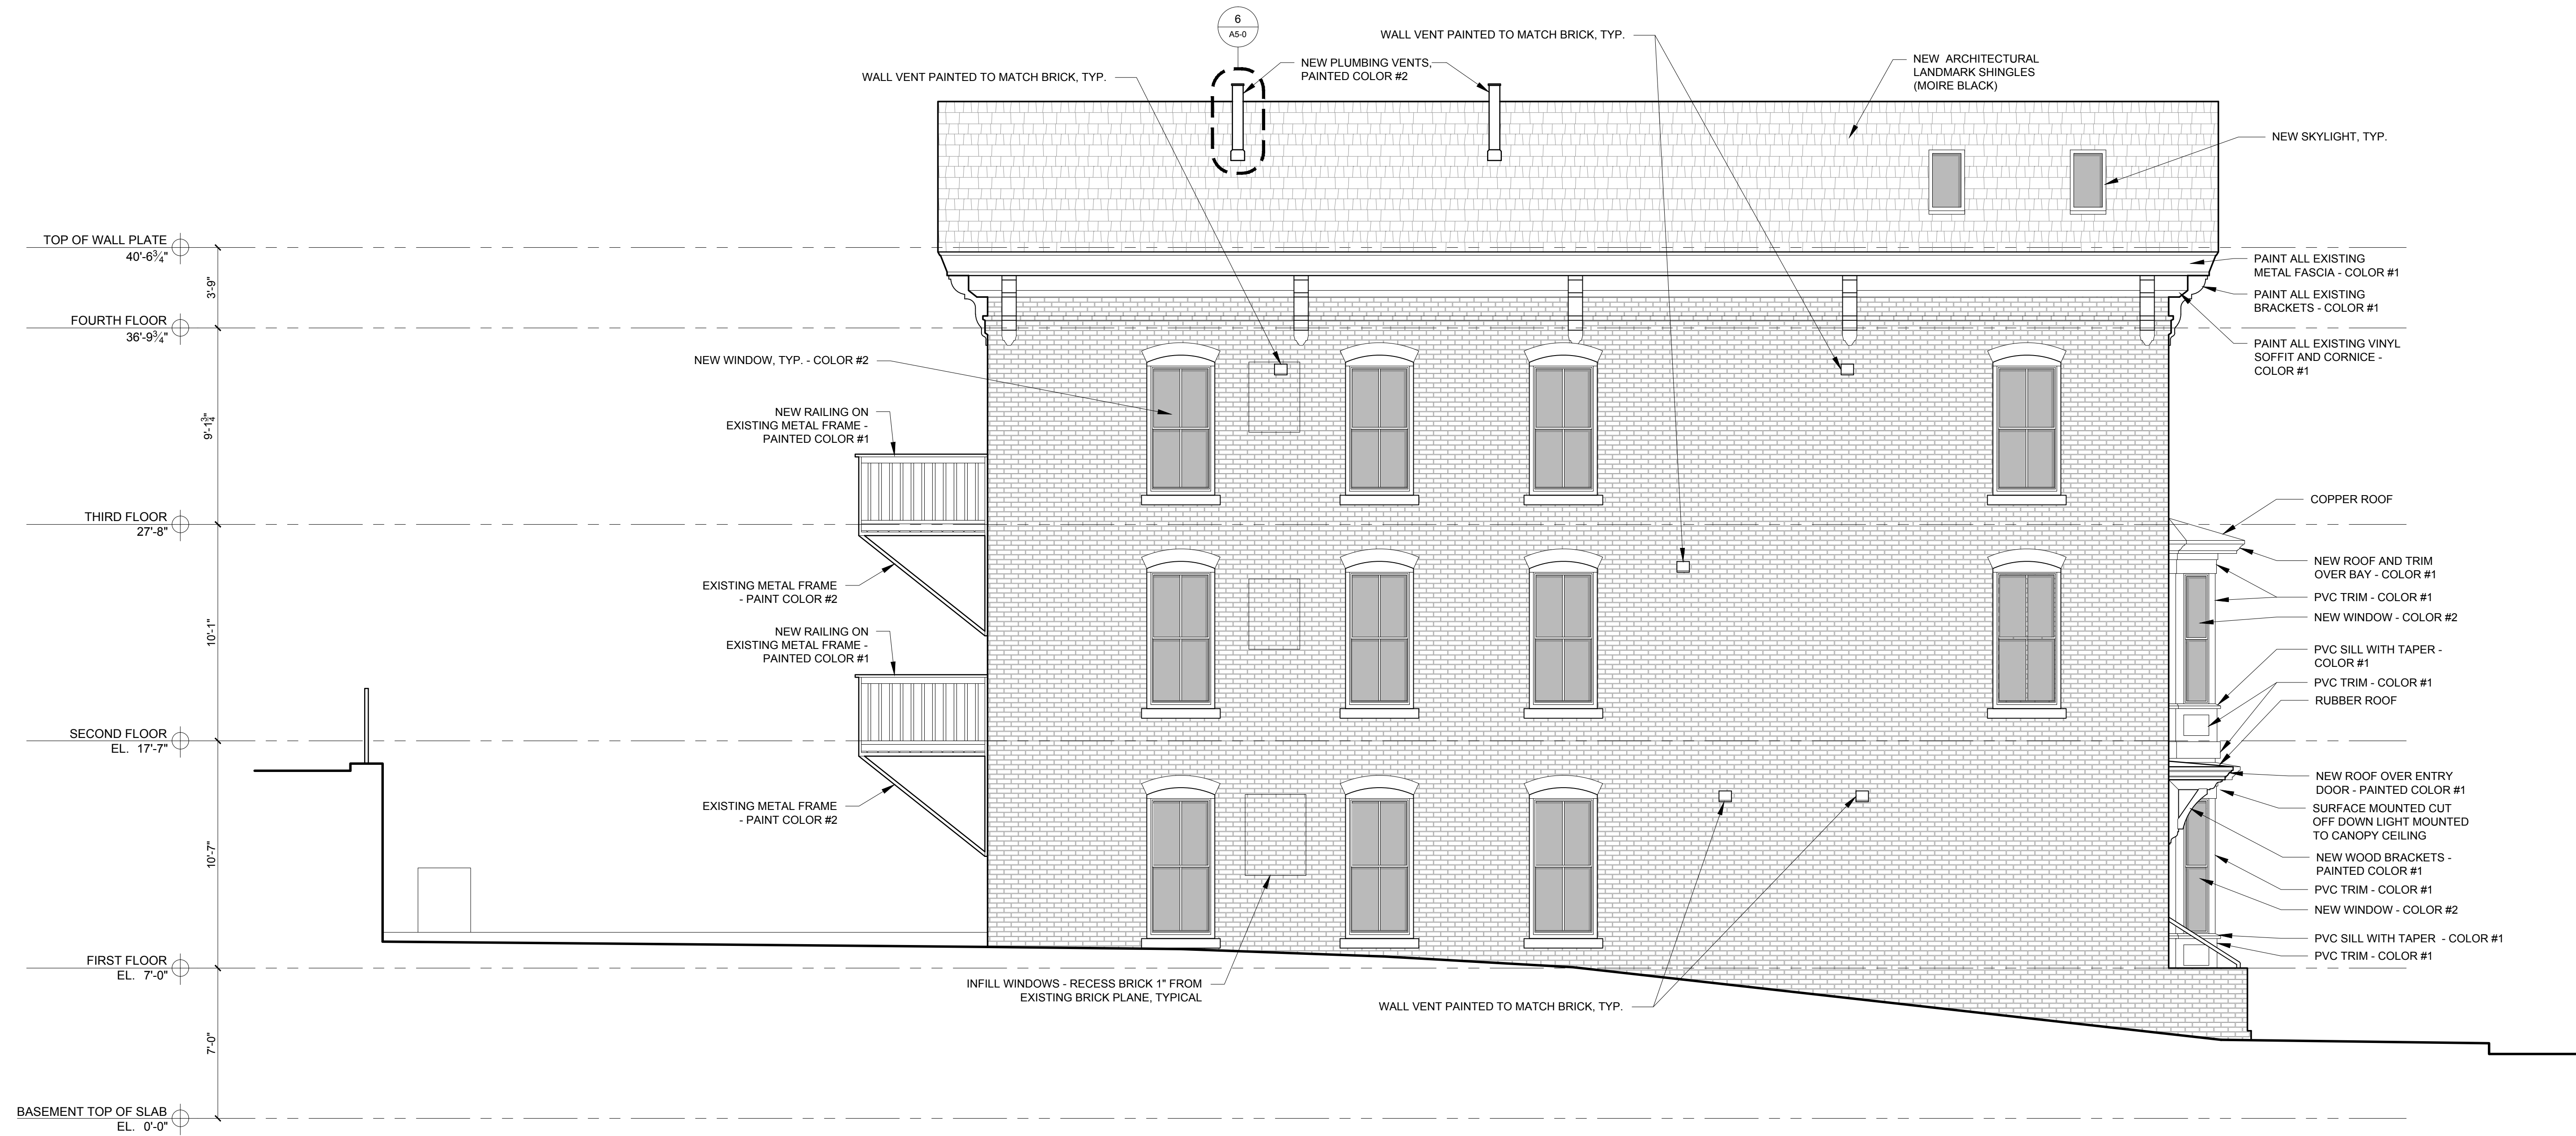 6
A5-0
WALL VENT PAINTED TO MATCH BRICK, TYP.
NEW PLUMBING VENTS,
PAINTED COLOR #2
WALL VENT PAINTED TO MATCH BRICK, TYP.
NEW ARCHITECTURAL
LANDMARK SHINGLES
(MOIRE BLACK)
NEW SKYLIGHT, TYP.
TOP OF WALL PLATE
40'-6¾"
3'-9"
FOURTH FLOOR
36'-9¾"
9'-1¾"
THIRD FLOOR
27'-8"
10'-1"
SECOND FLOOR
EL. 17'-7"
10'-7"
FIRST FLOOR
EL. 7'-0"
7'-0"
BASEMENT TOP OF SLAB
EL. 0'-0"
NEW WINDOW, TYP. - COLOR #2
NEW RAILING ON
EXISTING METAL FRAME -
PAINTED COLOR #1
EXISTING METAL FRAME
- PAINT COLOR #2
NEW RAILING ON
EXISTING METAL FRAME -
PAINTED COLOR #1
EXISTING METAL FRAME
- PAINT COLOR #2
INFILL WINDOWS - RECESS BRICK 1" FROM
EXISTING BRICK PLANE, TYPICAL
WALL VENT PAINTED TO MATCH BRICK, TYP.
PAINT ALL EXISTING
METAL FASCIA - COLOR #1
PAINT ALL EXISTING
BRACKETS - COLOR #1
PAINT ALL EXISTING VINYL
SOFFIT AND CORNICE -
COLOR #1
COPPER ROOF
NEW ROOF AND TRIM
OVER BAY - COLOR #1
PVC TRIM - COLOR #1
NEW WINDOW - COLOR #2
PVC SILL WITH TAPER -
COLOR #1
PVC TRIM - COLOR #1
RUBBER ROOF
NEW ROOF OVER ENTRY
DOOR - PAINTED COLOR #1
SURFACE MOUNTED CUT
OFF DOWN LIGHT MOUNTED
TO CANOPY CEILING
NEW WOOD BRACKETS -
PAINTED COLOR #1
PVC TRIM - COLOR #1
NEW WINDOW - COLOR #2
PVC SILL WITH TAPER - COLOR #1
PVC TRIM - COLOR #1